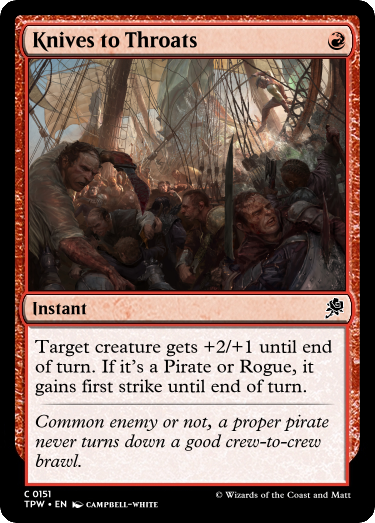 Knives to Throats
Instant
Target creature gets +2/+1 until end
of turn. If it's a Pirate or Rogue, it
gains first strike until end of turn.
Common enemy or not, a proper pirate
never turns down a good crew-to-crew
brawl.
C 0151
TPW • EN CAMPBELL-WHITE
© Wizards of the Coast and Matt